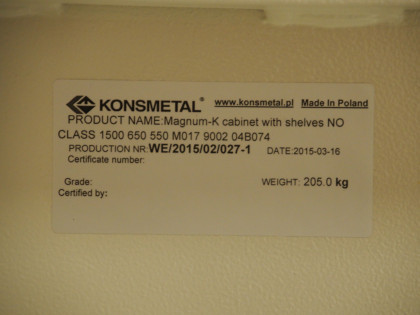 KONSMETAL® www.konsmetal.pl Made In Poland
PRODUCT NAME:Magnum-K cabinet with shelves NO
CLASS 1500 650 550 M017 9002 04B074
PRODUCTION NR:WE/2015/02/027-1 DATE:2015-03-16
Certificate number:
Grade: WEIGHT: 205.0 kg
Certified by: